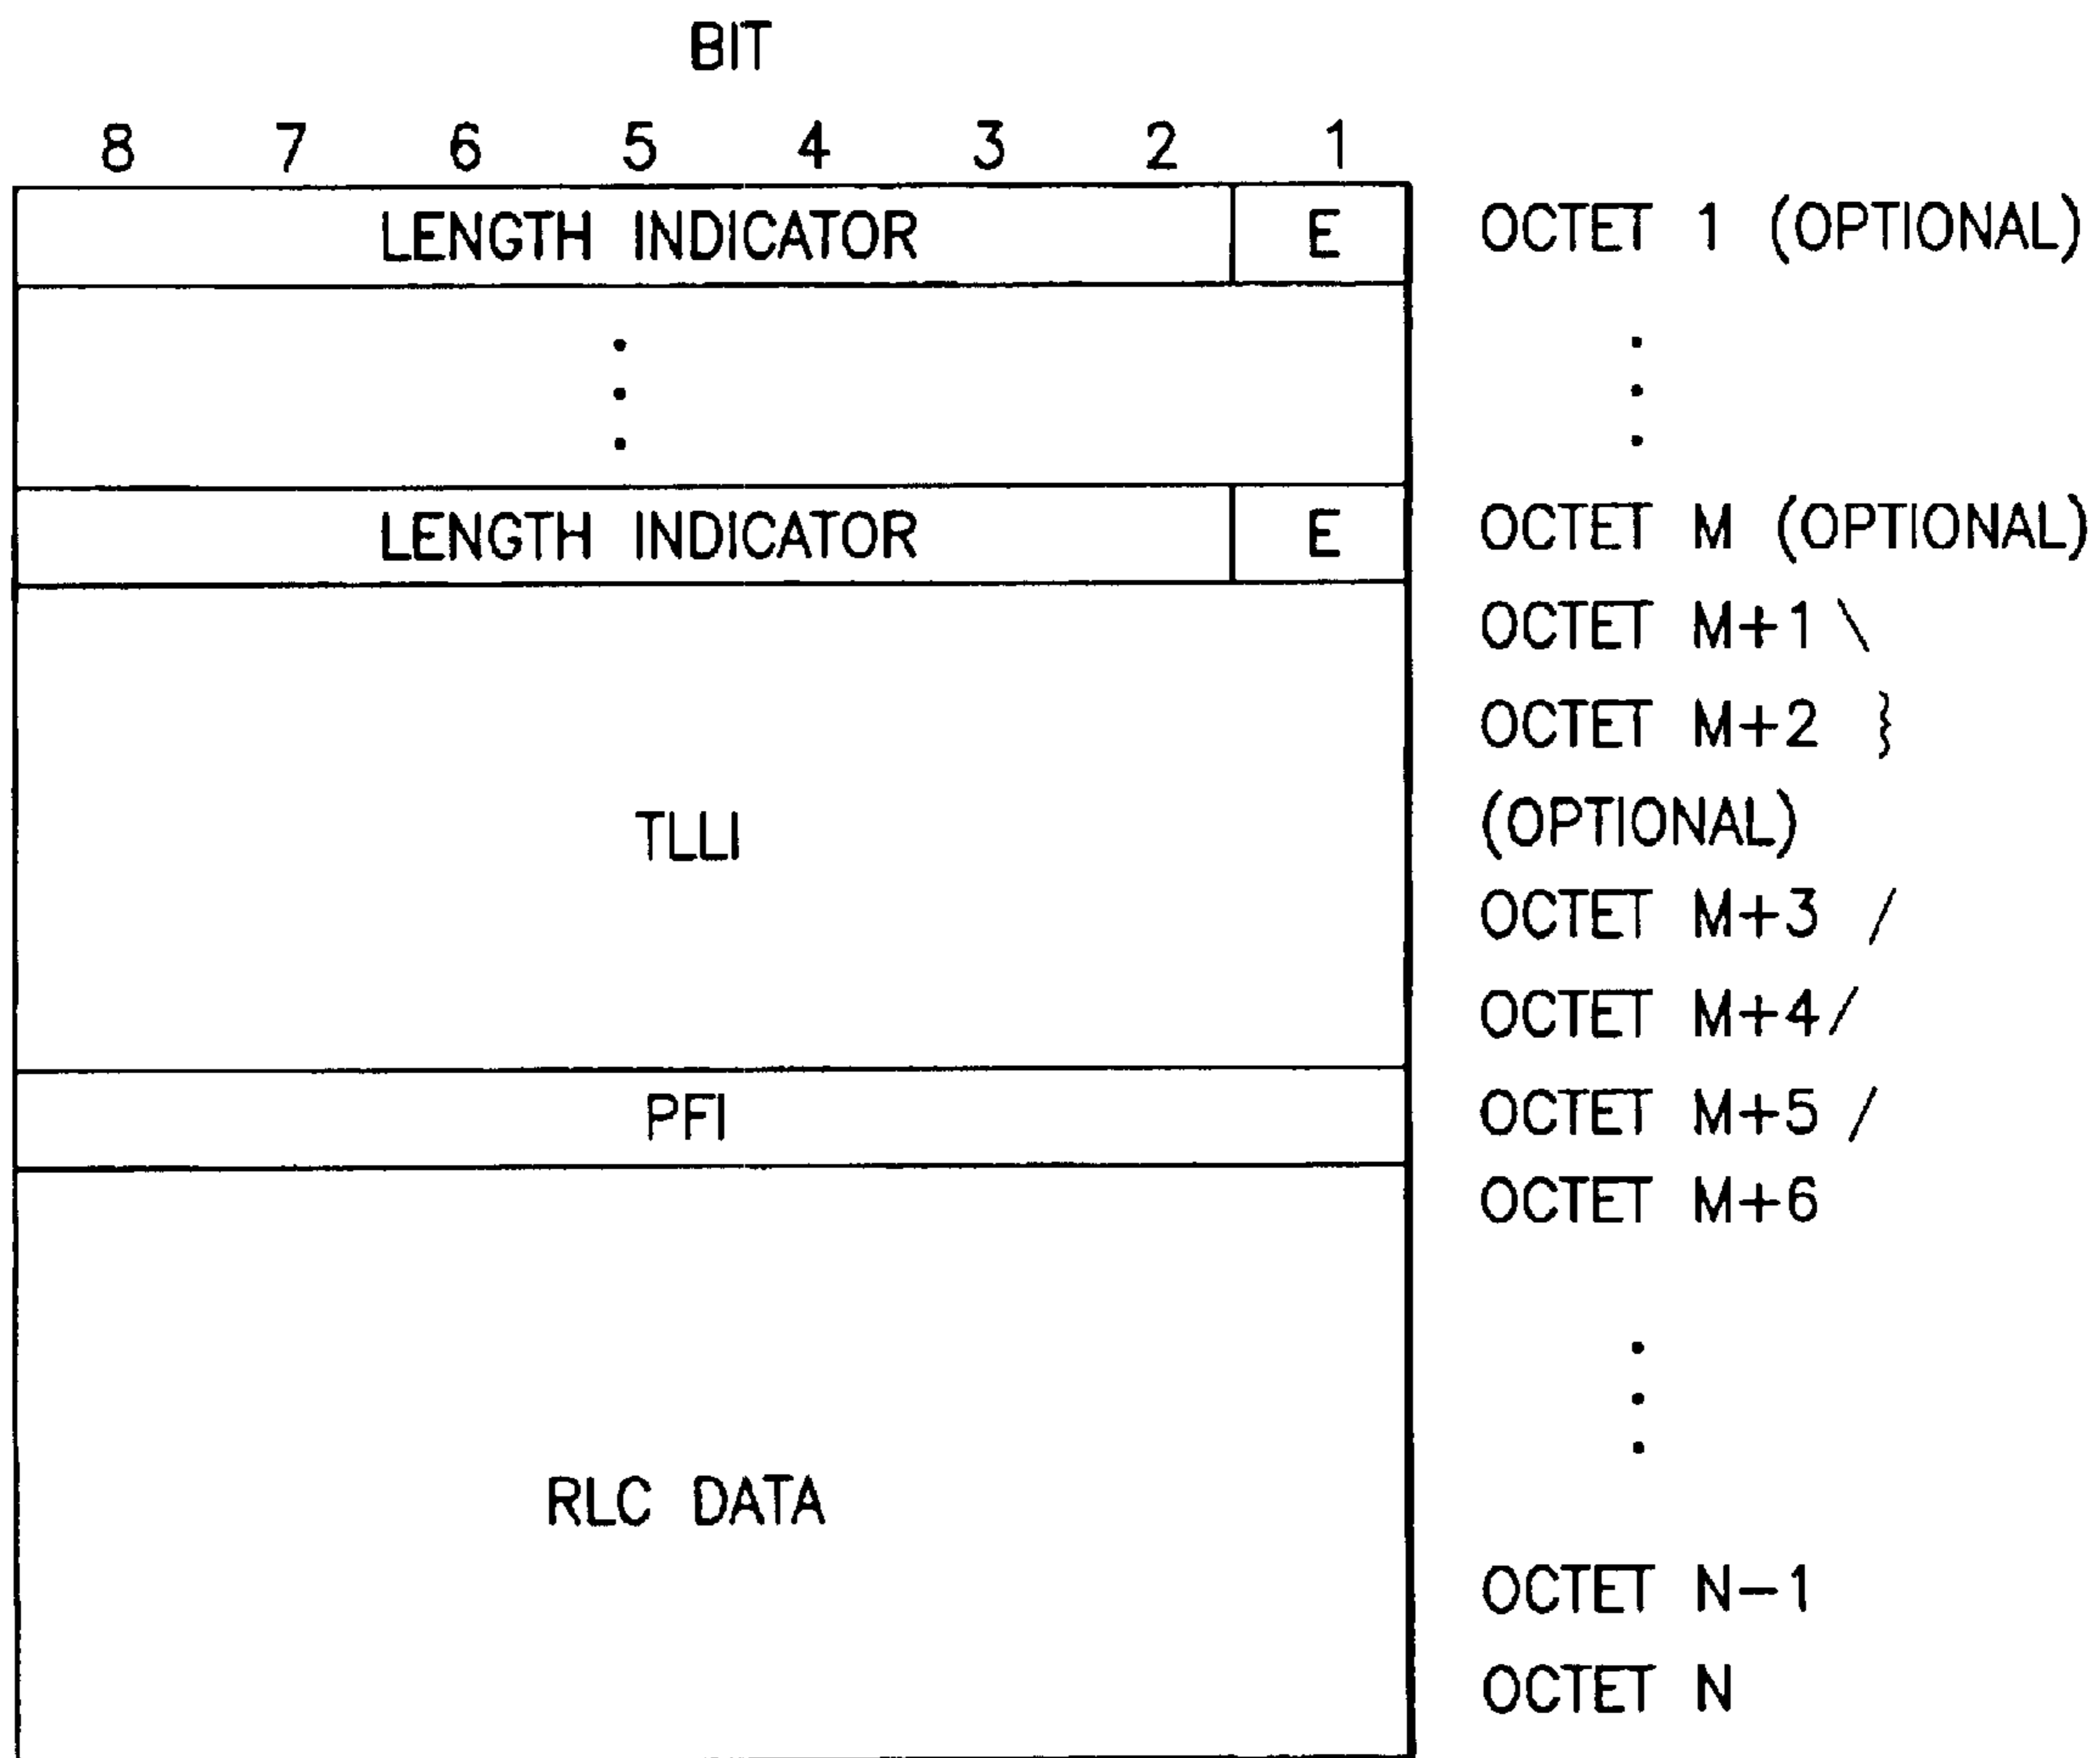 BIT
8 7 6 5 4 3 2 1
LENGTH INDICATOR E OCTET 1 (OPTIONAL)
LENGTH INDICATOR E OCTET M (OPTIONAL)
OCTET M+1 \
OCTET M+2 }
TLLI (OPTIONAL)
OCTET M+3 /
OCTET M+4/
PFI OCTET M+5 /
OCTET M+6
RLC DATA
OCTET N-1
OCTET N